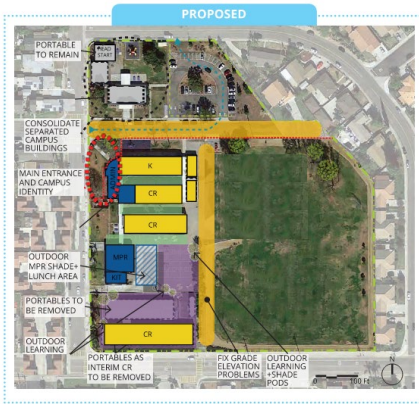 PROPOSED
PORTABLE
TO REMAIN
HEAD
START
CONSOLIDATE
SEPARATED
CAMPUS
BUILDINGS
MAIN ENTRANCE
AND CAMPUS
IDENTITY
K
CR
CR
OUTDOOR
MPR SHADE+
LUNCH AREA
MPR
KIT
PORTABLES TO
BE REMOVED
OUTDOOR
LEARNING
CR
PORTABLES AS
INTERIM CR
TO BE REMOVED
FIX GRADE
ELEVATION
PROBLEMS
OUTDOOR
LEARNING
+SHADE
PODS
0 100 Ft
N